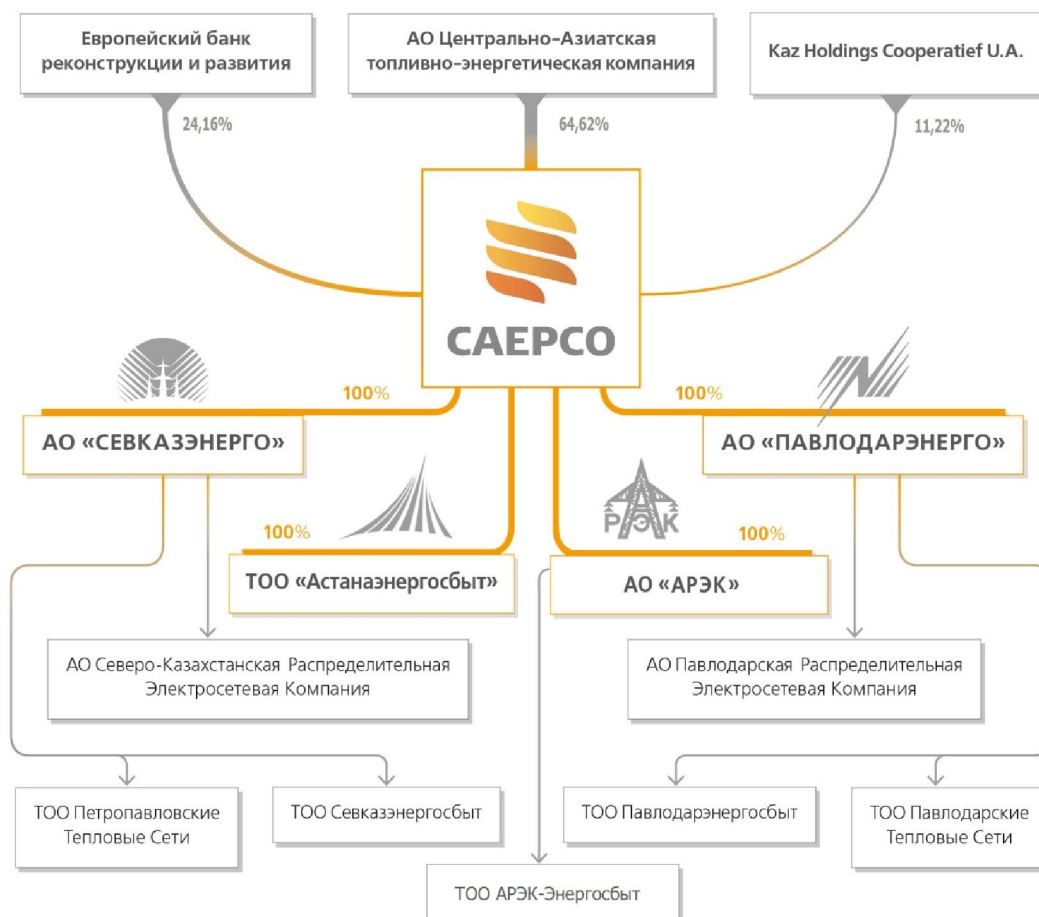 Европейский банк
реконструкции и развития
АО Центрально-Азиатская
топливно-энергетическая компания
Kaz Holdings Cooperatief U.A.
24,16%
64,62%
11,22%
CAEPCO
100%
100%
АО «СЕВКАЗЭНЕРГО»
АО «ПАВЛОДАРЭНЕРГО»
РЭК
100%
100%
ТОО «Астанаэнергосбыт»
АО «АРЭК»
АО Северо-Казахстанская Распределительная
Электросетевая Компания
АО Павлодарская Распределительная
Электросетевая Компания
ТОО Петропавловские
Тепловые Сети
ТОО Севказэнергосбыт
ТОО Павлодарэнергосбыт
ТОО Павлодарские
Тепловые Сети
ТОО АРЭК-Энергосбыт